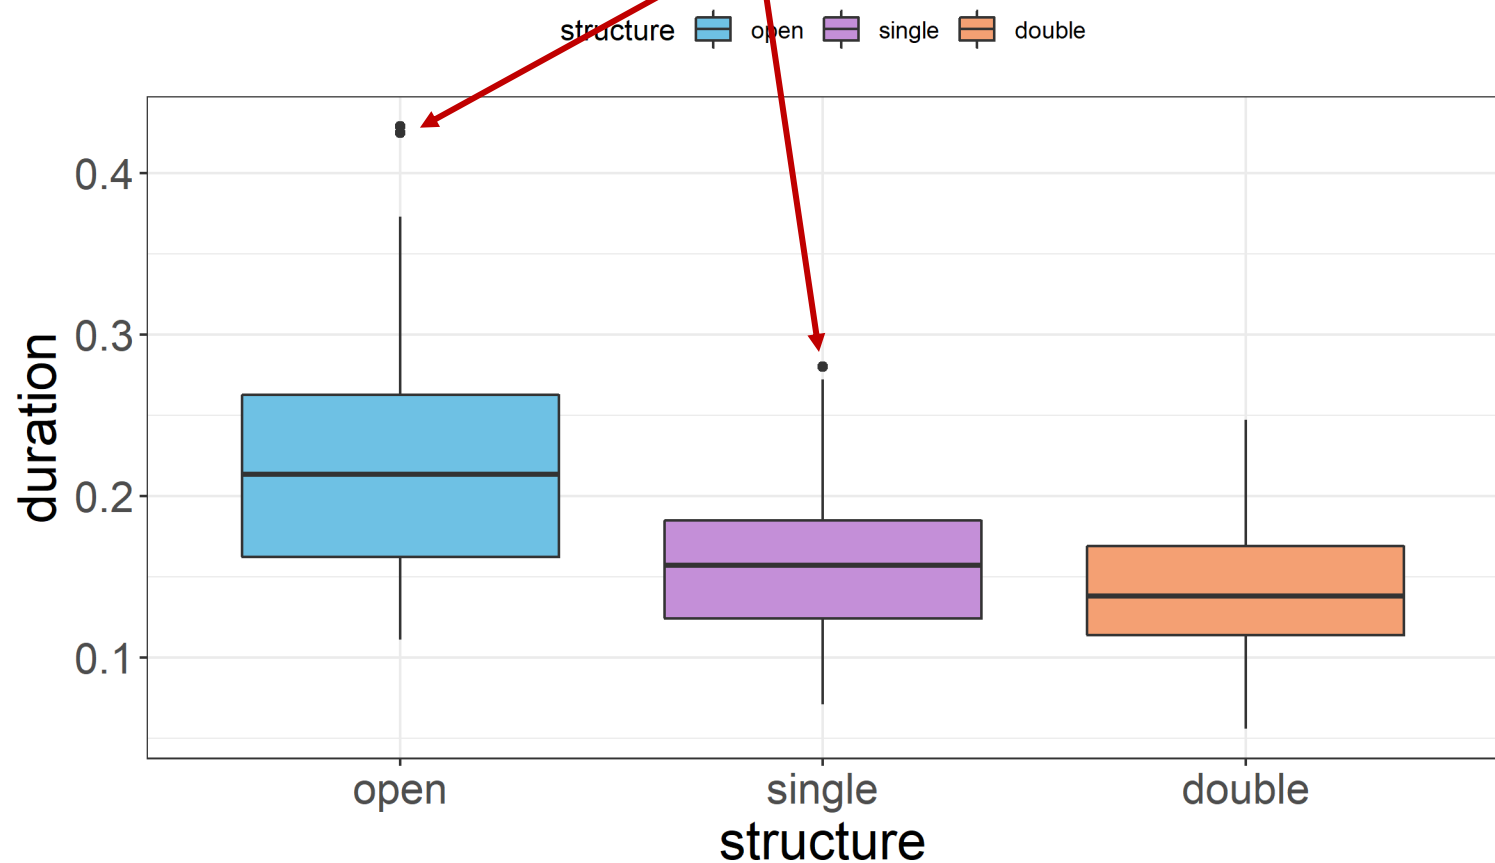 structure open single double
0.4
0.3
0.2
0.1
duration
open single double
structure